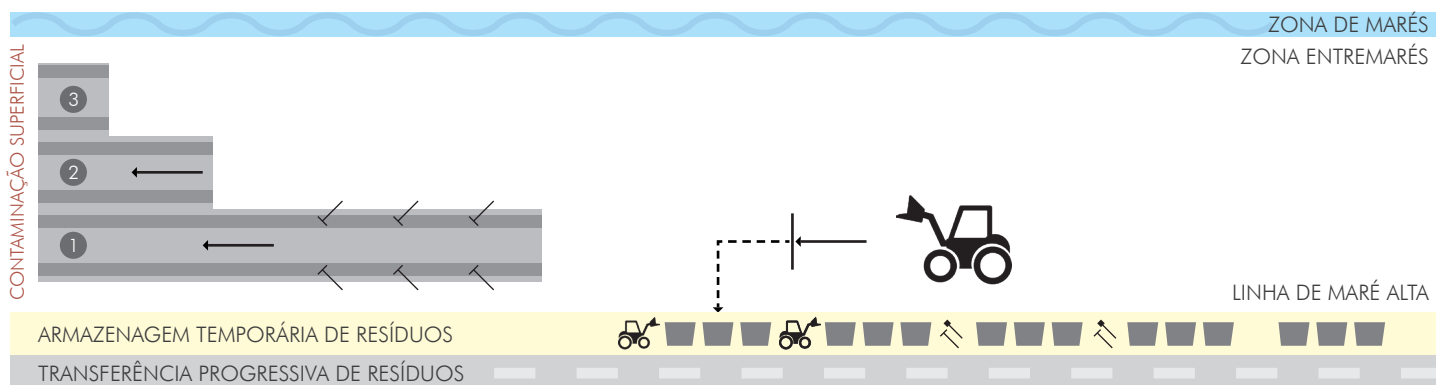 ZONA DE MARÉS
ZONA ENTREMARÉS
CONTAMINAÇÃO SUPERFICIAL
3
2
1
LINHA DE MARÉ ALTA
ARMAZENAGEM TEMPORÁRIA DE RESÍDUOS
TRANSFERÊNCIA PROGRESSIVA DE RESÍDUOS